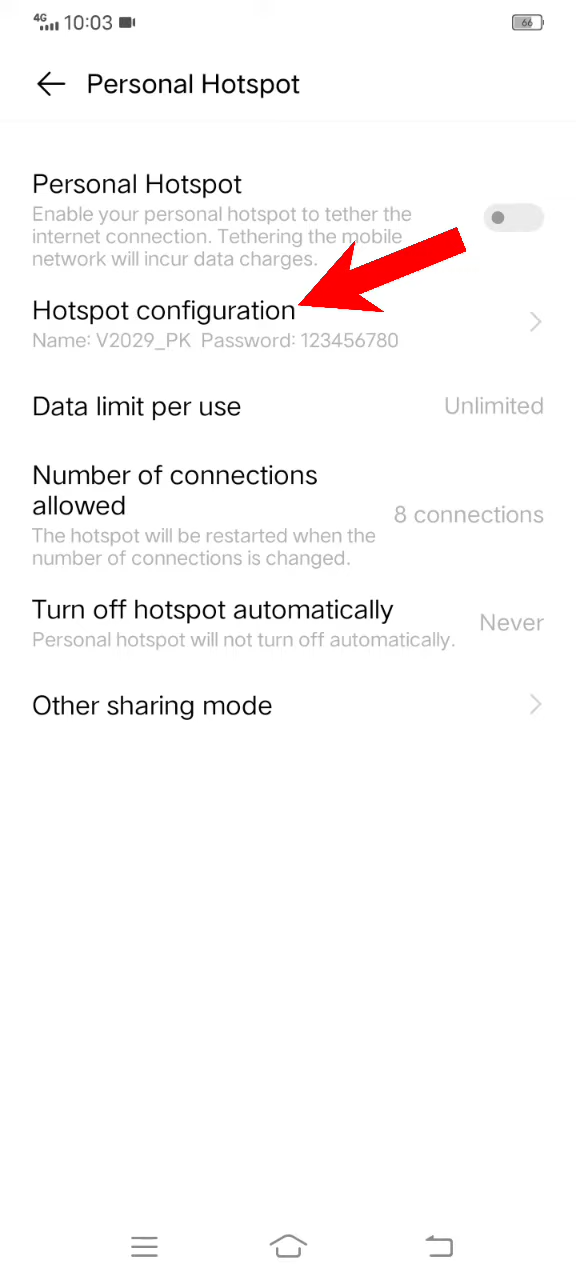 4G 10:03 66
Personal Hotspot
Personal Hotspot
Enable your personal hotspot to tether the
internet connection. Tethering the mobile
network will incur data charges.
Hotspot configuration
Name: V2029_PK Password: 123456780
Data limit per use Unlimited
Number of connections
allowed
8 connections
The hotspot will be restarted when the
number of connections is changed.
Turn off hotspot automatically
Never
Personal hotspot will not turn off automatically.
Other sharing mode